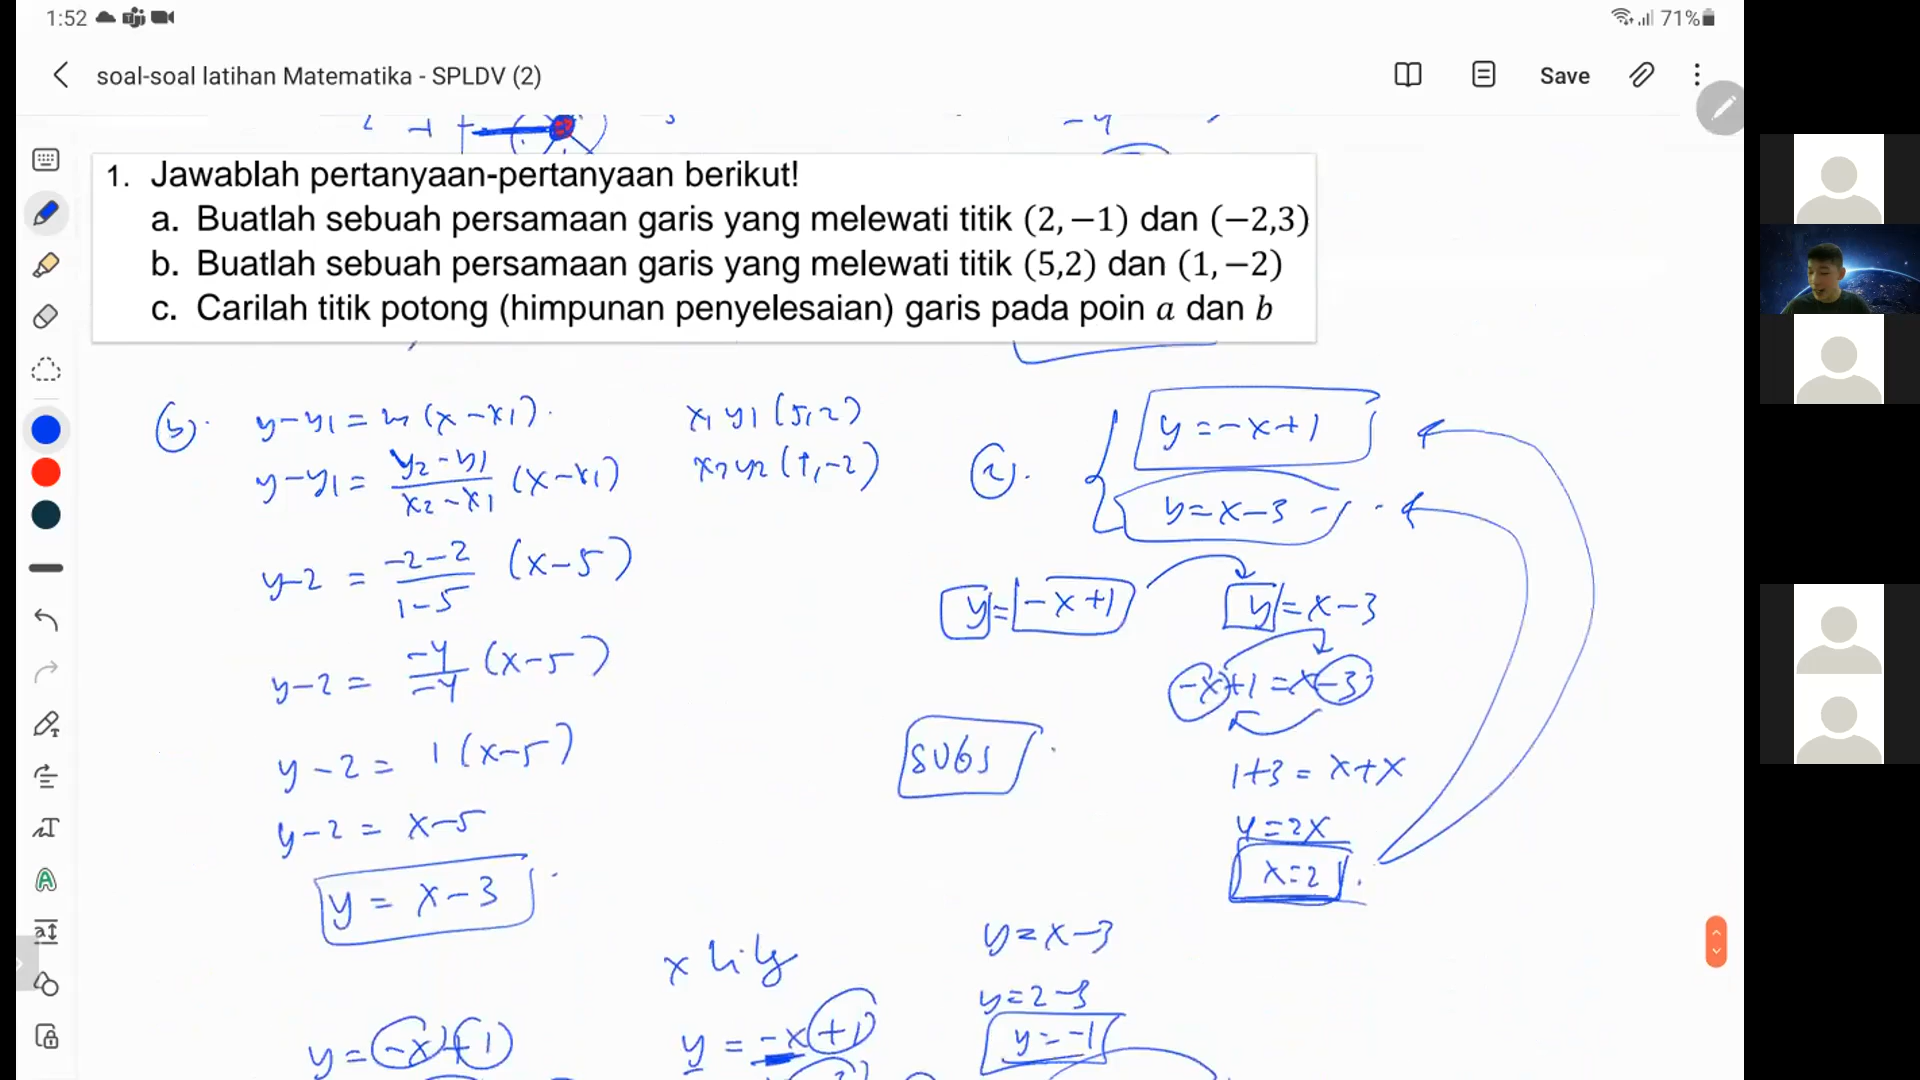 1:52
71%
soal-soal latihan Matematika - SPLDV (2)
Save
1. Jawablah pertanyaan-pertanyaan berikut!
a. Buatlah sebuah persamaan garis yang melewati titik (2,−1) dan (−2,3)
b. Buatlah sebuah persamaan garis yang melewati titik (5,2) dan (1,−2)
c. Carilah titik potong (himpunan penyelesaian) garis pada poin a dan b
b.
y-y1 = m (x-x1).
y-y1 = y2-y1/x2-x1 (x-x1)
y-2 = -2-2/1-5 (x-5)
y-2 = -4/-4 (x-5)
y-2 = 1(x-5)
y-2 = x-5
y = x-3
x1 y1 (5,2)
x2 y2 (1,-2)
y = -x+1
y = x-3
y = -x+1
y = x-3
-x+1 = x-3
1+3 = x+x
4 = 2x
x = 2
SUBS
y = x-3
y = 2-3
y = -1
y = -x+1
y = -x+1